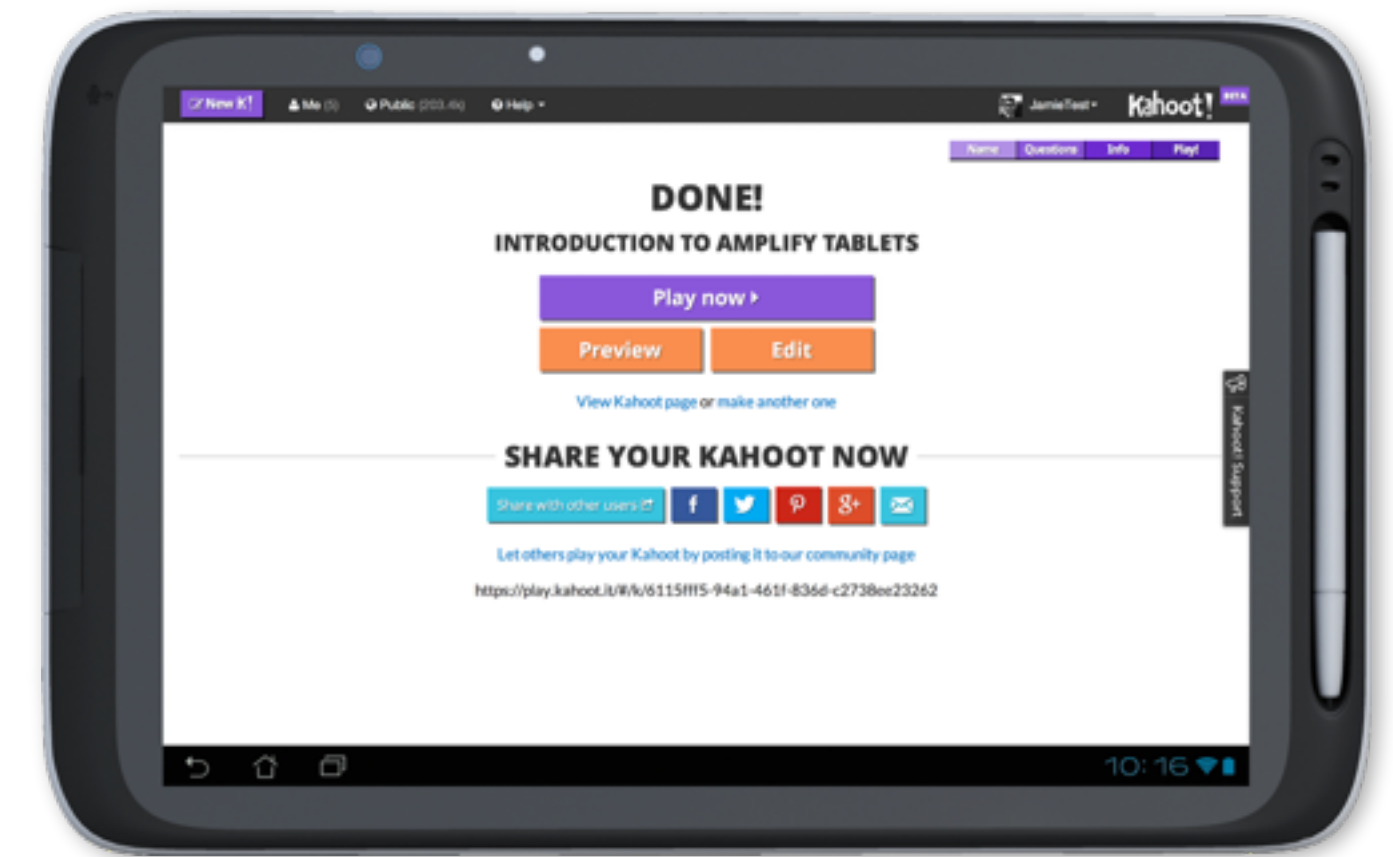 New K! Me (5) Public (203.4k) Help JamieTest Kahoot! BETA
Name Questions Info Play!
DONE!
INTRODUCTION TO AMPLIFY TABLETS
Play now
Preview Edit
View Kahoot page or make another one
Kahoot! Support
SHARE YOUR KAHOOT NOW
Share with other users f g+
Let others play your Kahoot by posting it to our community page
https://play.kahoot.it/#/k/6115fff5-94a1-461f-836d-c2738ee23262
10:16